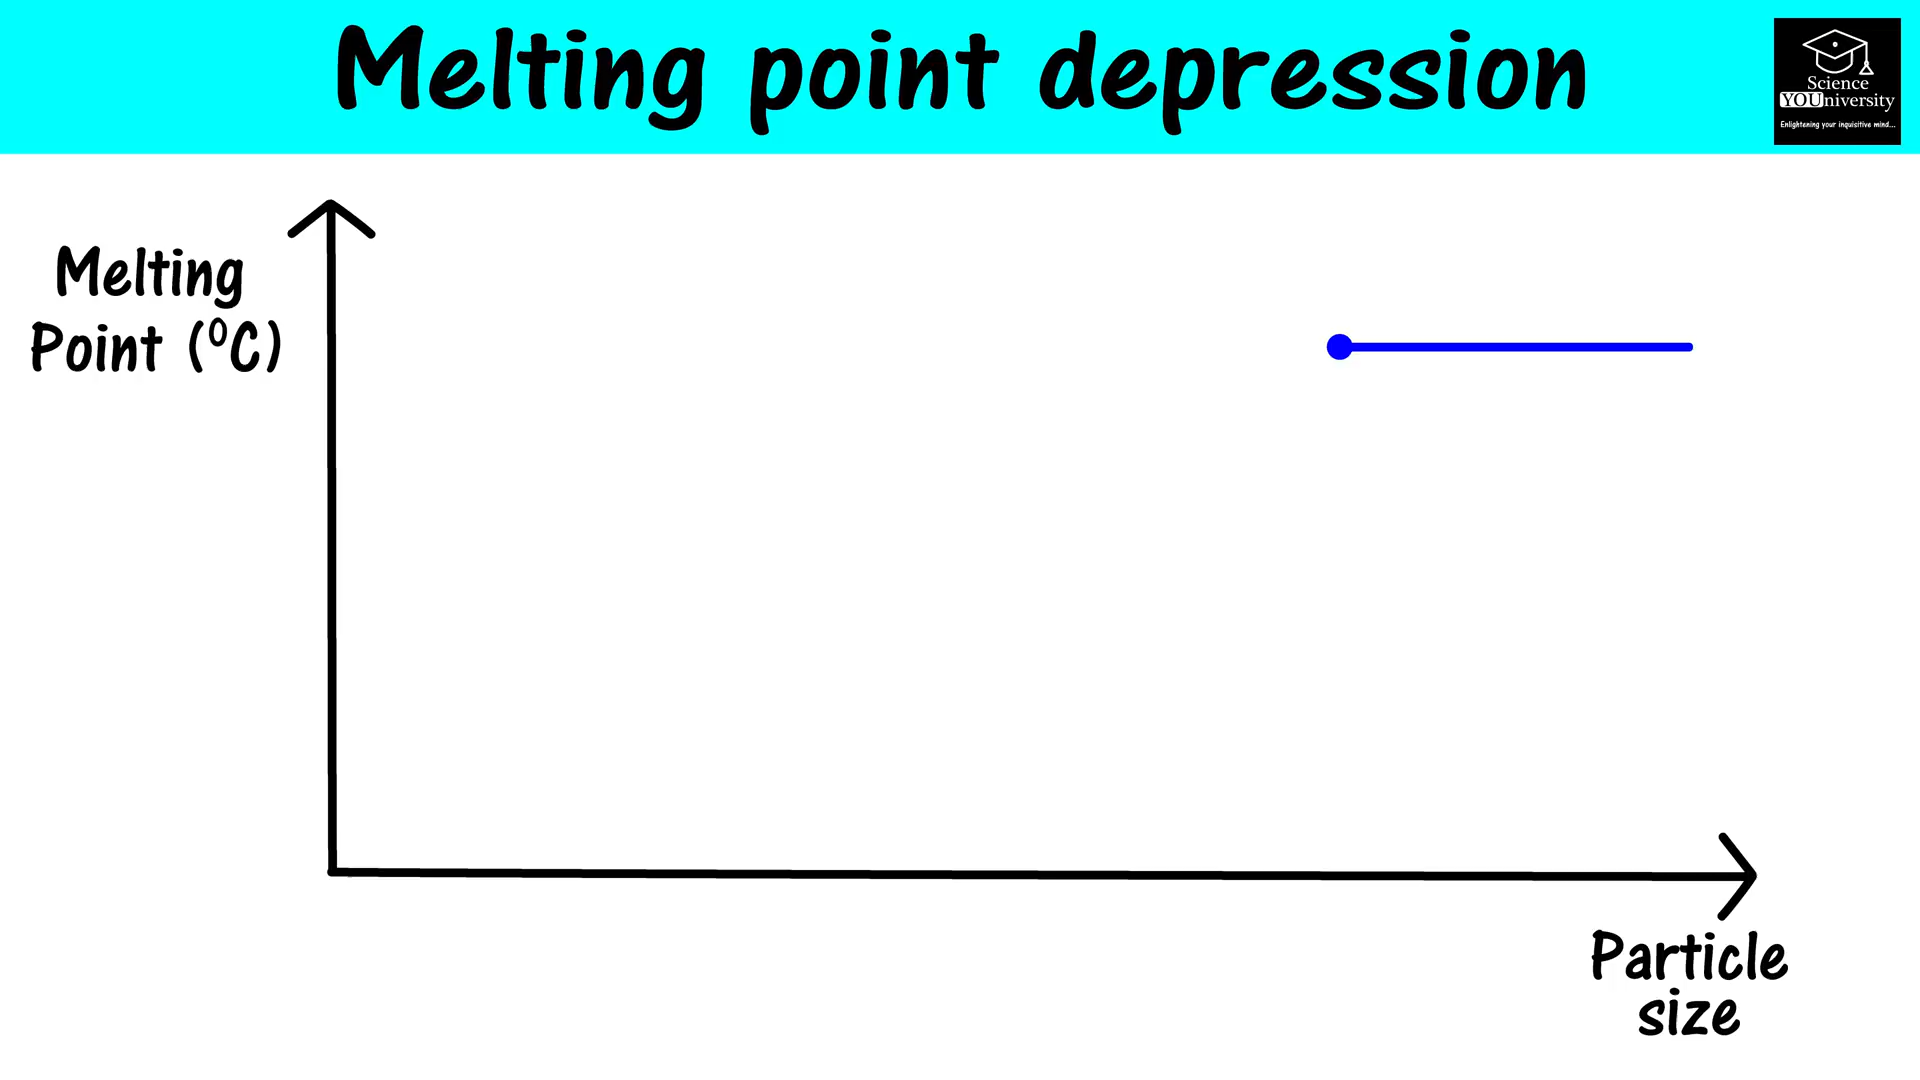 Melting point depression
Science
YOUniversity
Enlightening your inquisitive mind...
Melting
Point (⁰C)
Particle
size